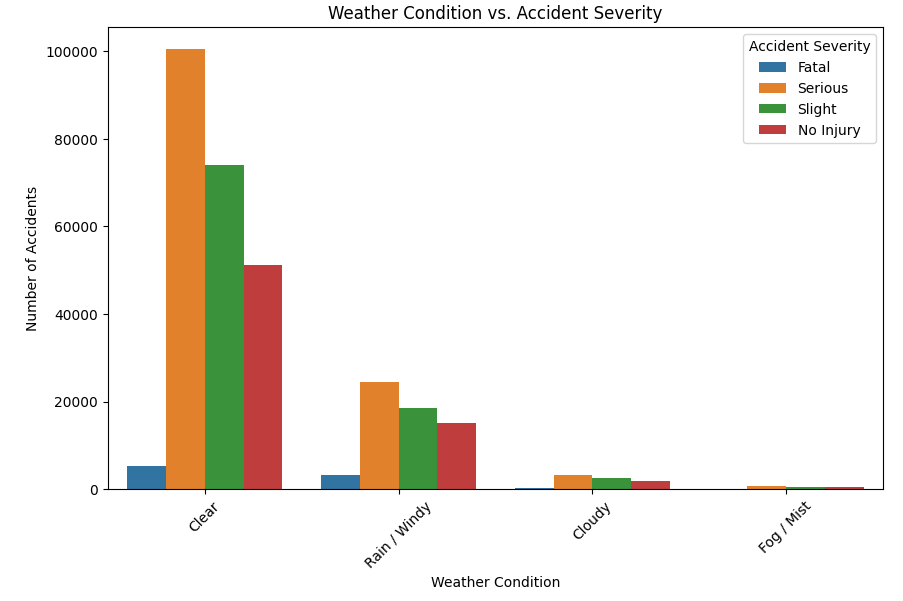 Weather Condition vs. Accident Severity
Accident Severity
Fatal
Serious
Slight
No Injury
Number of Accidents
100000
80000
60000
40000
20000
0
Clear
Rain / Windy
Cloudy
Fog / Mist
Weather Condition